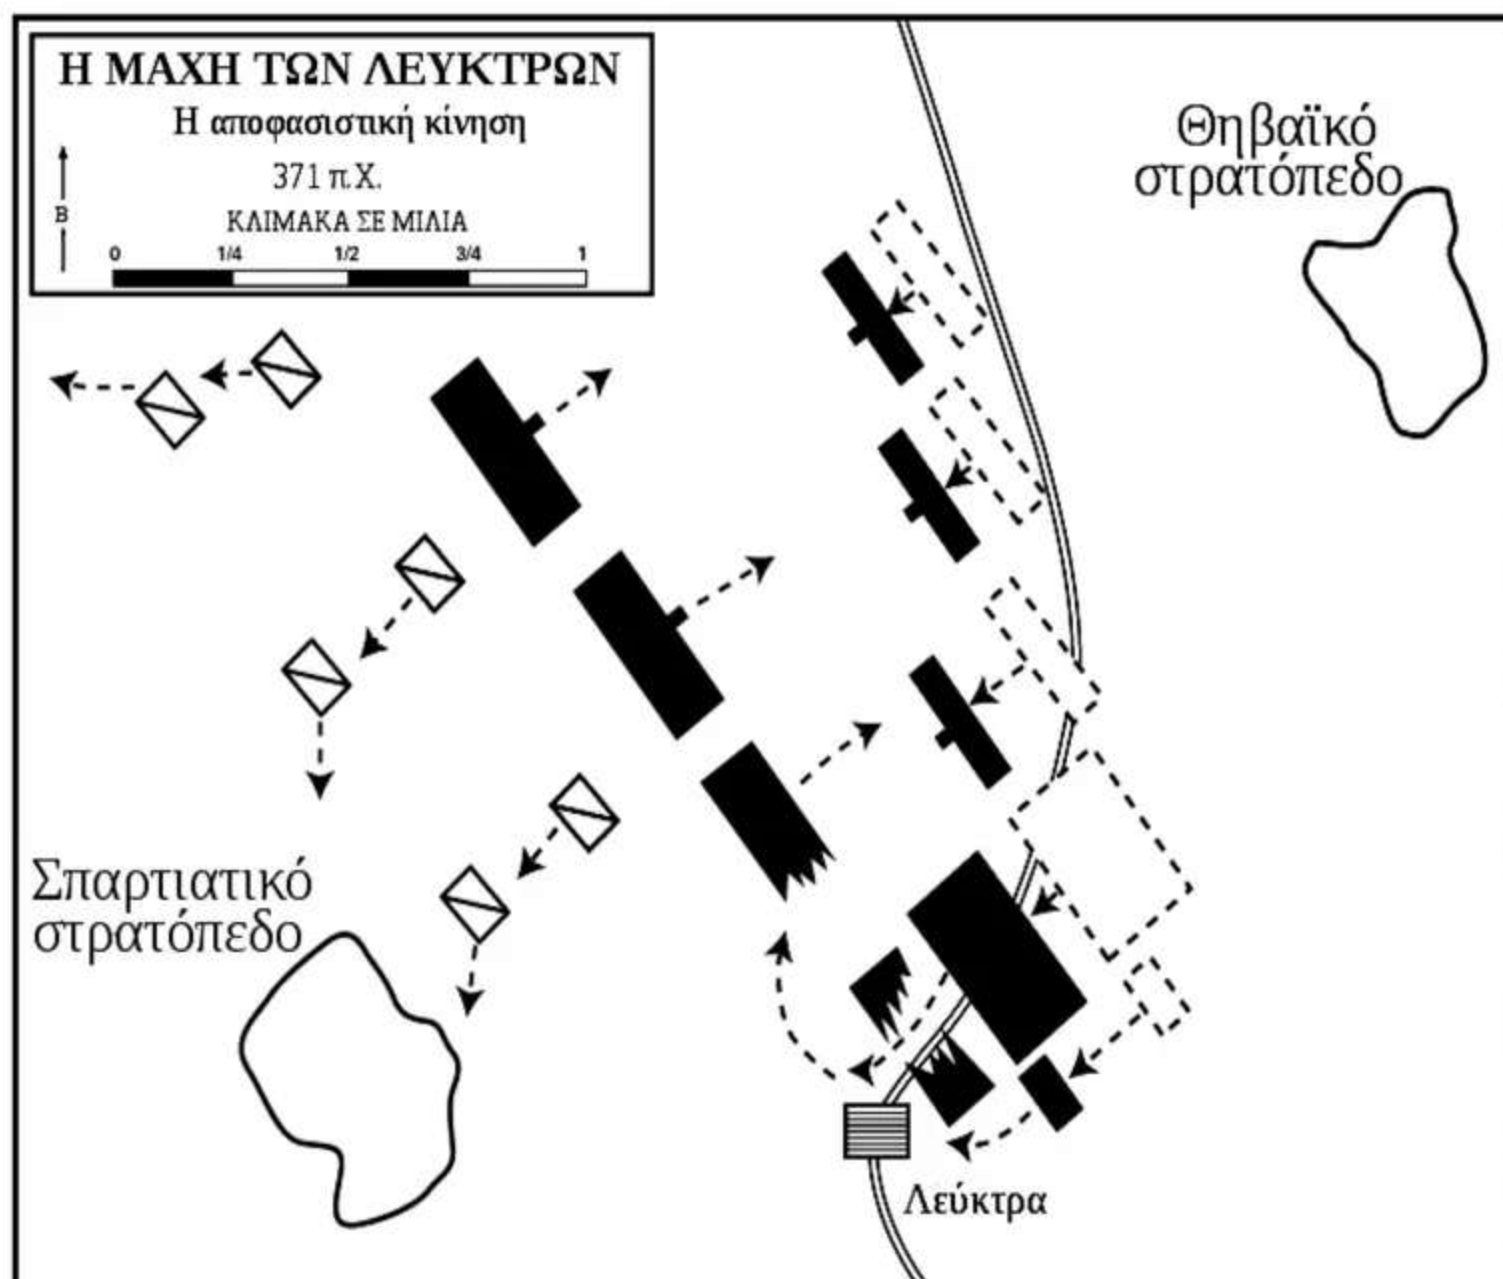 Η ΜΑΧΗ ΤΩΝ ΛΕΥΚΤΡΩΝ
Η αποφασιστική κίνηση
371 π.Χ.
ΚΛΙΜΑΚΑ ΣΕ ΜΙΛΙΑ
Β
0 1/4 1/2 3/4 1
Θηβαϊκό
στρατόπεδο
Σπαρτιατικό
στρατόπεδο
Λεύκτρα